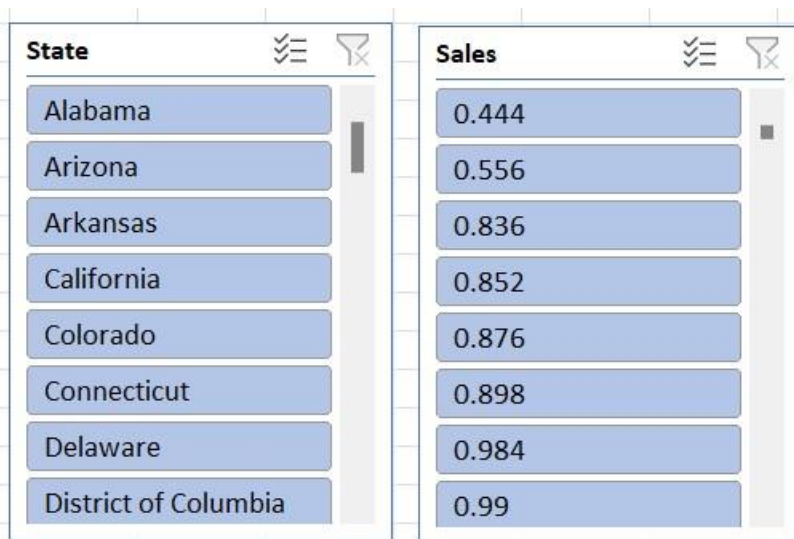 State
Alabama
Arizona
Arkansas
California
Colorado
Connecticut
Delaware
District of Columbia
Sales
0.444
0.556
0.836
0.852
0.876
0.898
0.984
0.99